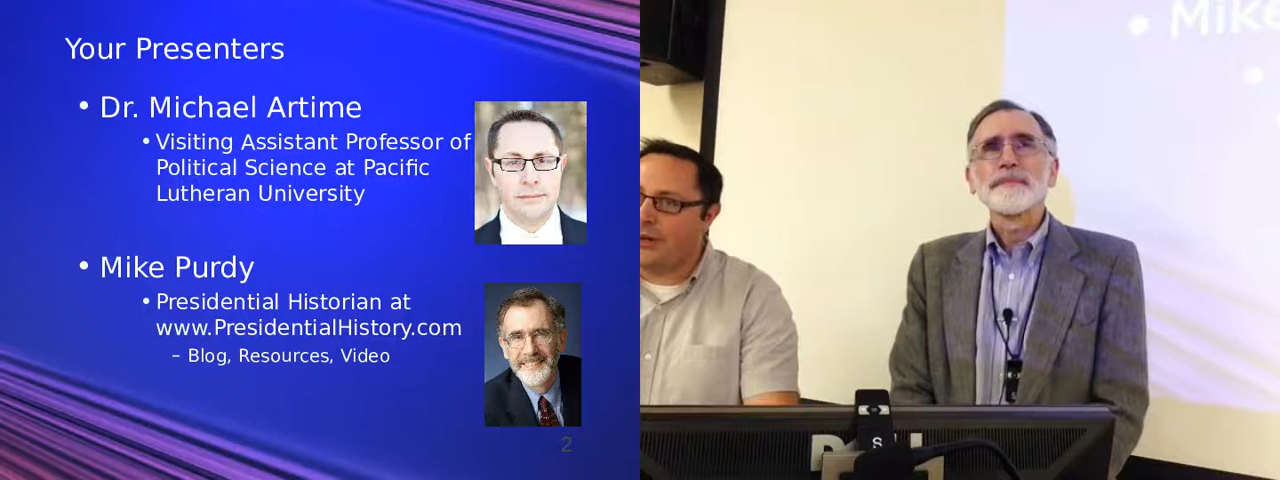 Your Presenters
• Dr. Michael Artime
• Visiting Assistant Professor of
Political Science at Pacific
Lutheran University
• Mike Purdy
• Presidential Historian at
www.PresidentialHistory.com
– Blog, Resources, Video
2
• Mike
S